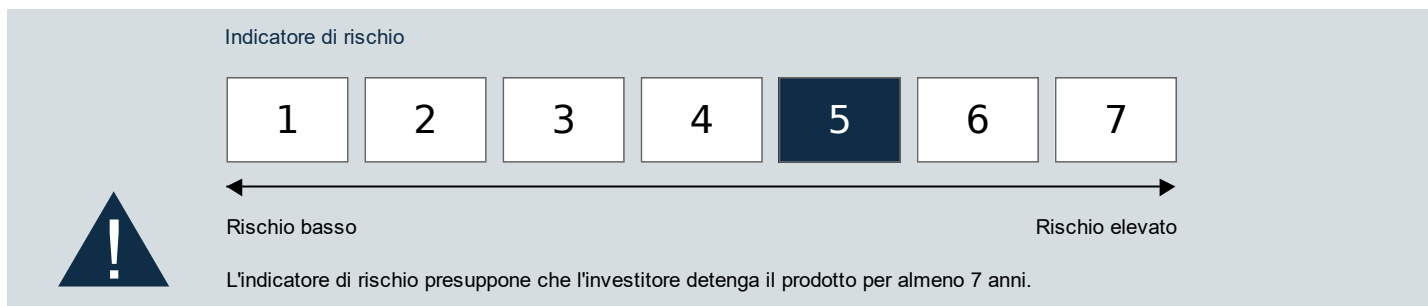 Indicatore di rischio
1 2 3 4 5 6 7
Rischio basso Rischio elevato
!
L'indicatore di rischio presuppone che l'investitore detenga il prodotto per almeno 7 anni.